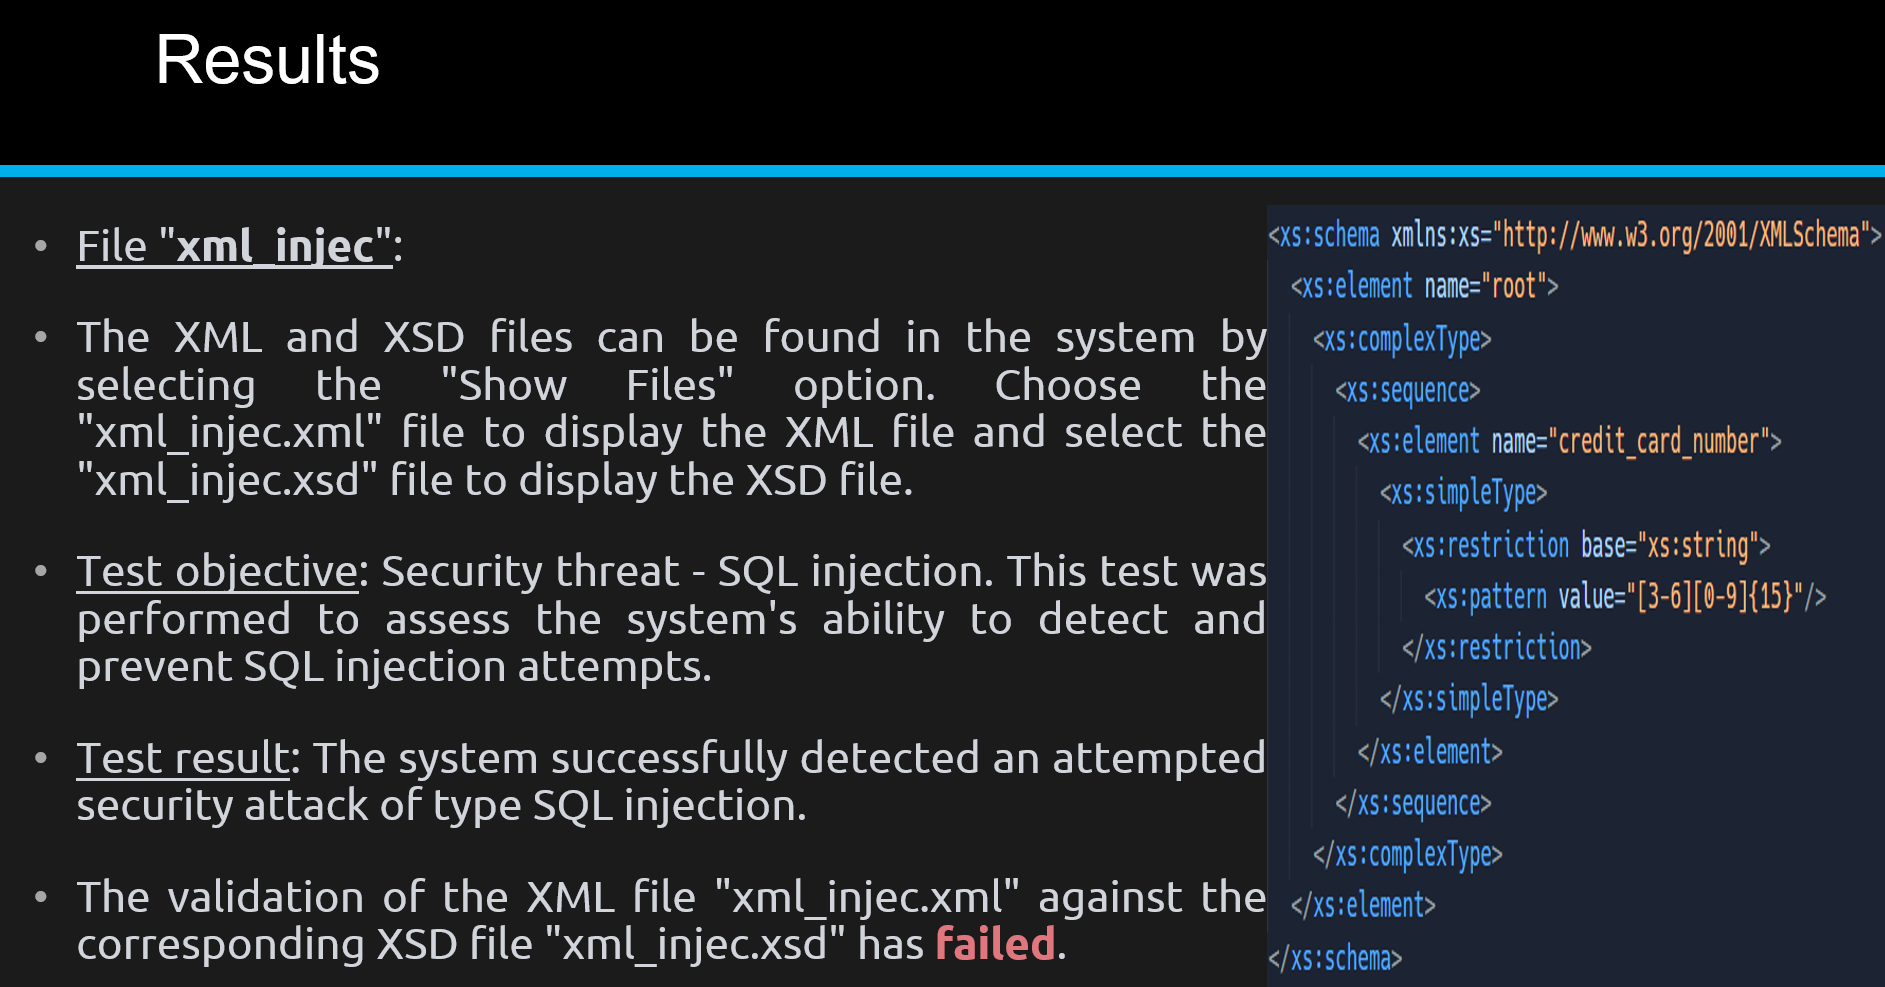 Results
• File "xml_injec":
• The XML and XSD files can be found in the system by
selecting the "Show Files" option. Choose the
"xml_injec.xml" file to display the XML file and select the
"xml_injec.xsd" file to display the XSD file.
• Test objective: Security threat - SQL injection. This test was
performed to assess the system's ability to detect and
prevent SQL injection attempts.
• Test result: The system successfully detected an attempted
security attack of type SQL injection.
• The validation of the XML file "xml_injec.xml" against the
corresponding XSD file "xml_injec.xsd" has failed.
<xs:schema xmlns:xs="http://www.w3.org/2001/XMLSchema">
<xs:element name="root">
<xs:complexType>
<xs:sequence>
<xs:element name="credit_card_number">
<xs:simpleType>
<xs:restriction base="xs:string">
<xs:pattern value="[3-6][0-9]{15}"/>
</xs:restriction>
</xs:simpleType>
</xs:element>
</xs:sequence>
</xs:complexType>
</xs:element>
</xs:schema>